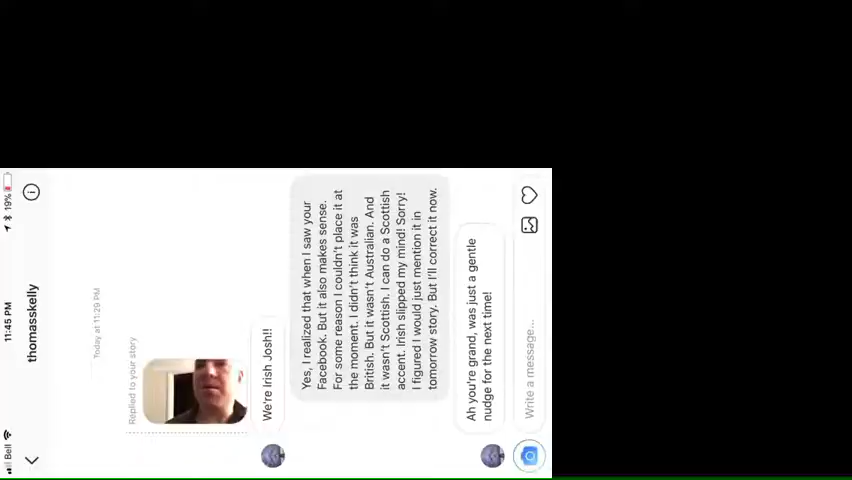 Bell 11:45 PM 19%
thomasskelly
Today at 11:29 PM
Replied to your story
We're Irish Josh!!
Yes, I realized that when I saw your
Facebook. But it also makes sense.
For some reason I couldn't place it at
the moment. I didn't think it was
British. But it wasn't Australian. And
it wasn't Scottish. I can do a Scottish
accent. Irish slipped my mind! Sorry!
I figured I would just mention it in
tomorrow story. But I'll correct it now.
Ah you're grand, was just a gentle
nudge for the next time!
Write a message...